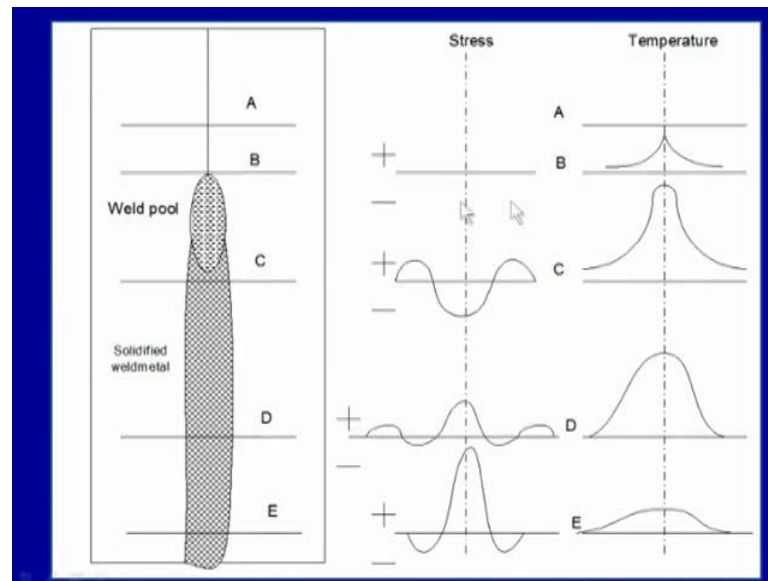 Stress Temperature
A A
B + B
Weld pool −
C + C
−
Solidified
weldmetal
D + D
−
E + E
−